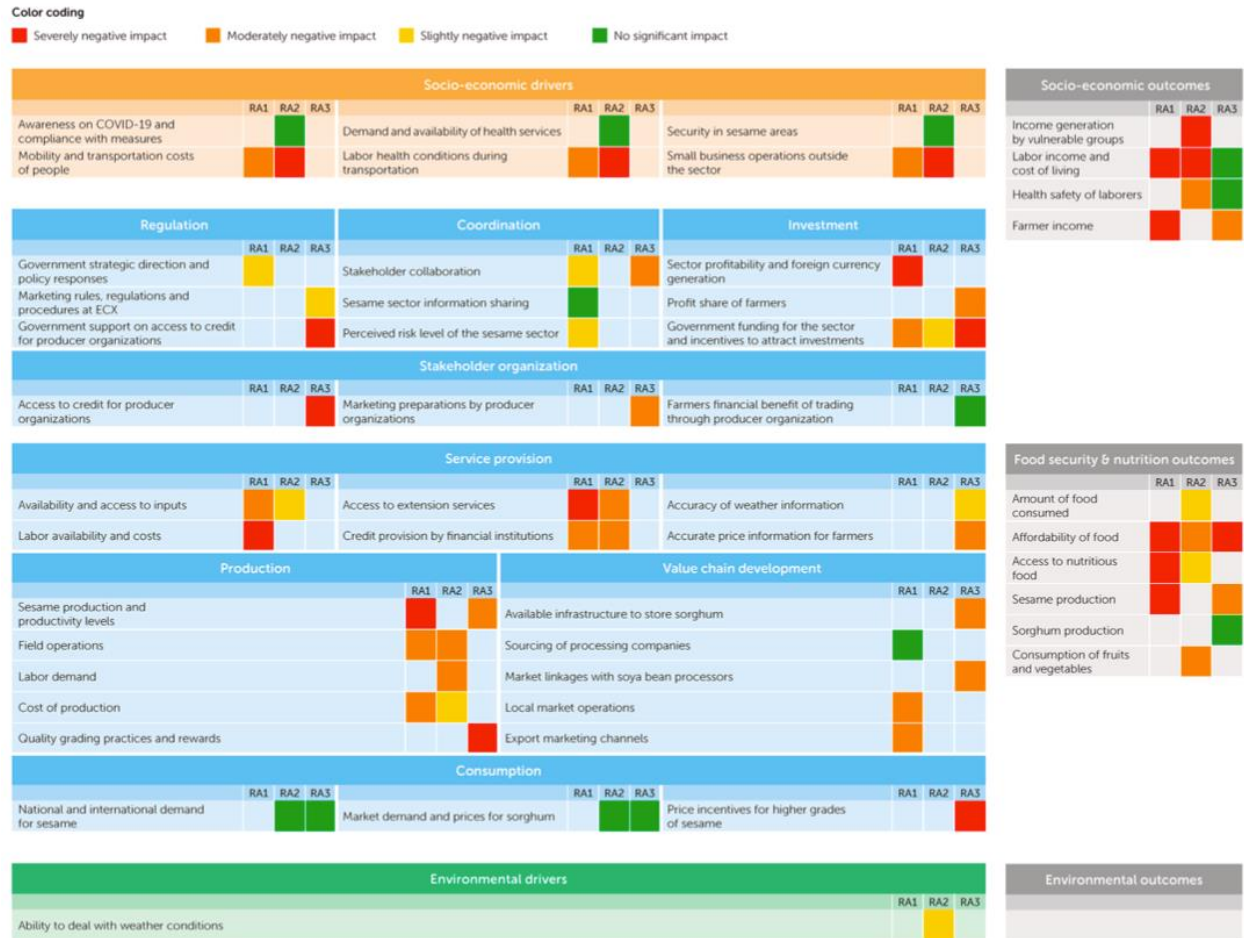 Color coding
Severely negative impact
Moderately negative impact
Slightly negative impact
No significant impact
Socio-economic drivers
RA1 RA2 RA3
RA1 RA2 RA3
RA1 RA2 RA3
Awareness on COVID-19 and
compliance with measures
Demand and availability of health services
Security in sesame areas
Mobility and transportation costs
of people
Labor health conditions during
transportation
Small business operations outside
the sector
Socio-economic outcomes
RA1 RA2 RA3
Income generation
by vulnerable groups
Labor income and
cost of living
Health safety of laborers
Farmer income
Regulation
Coordination
Investment
RA1 RA2 RA3
RA1 RA2 RA3
RA1 RA2 RA3
Government strategic direction and
policy responses
Stakeholder collaboration
Sector profitability and foreign currency
generation
Marketing rules, regulations and
procedures at ECX
Sesame sector information sharing
Profit share of farmers
Government support on access to credit
for producer organizations
Perceived risk level of the sesame sector
Government funding for the sector
and incentives to attract investments
Stakeholder organization
RA1 RA2 RA3
RA1 RA2 RA3
RA1 RA2 RA3
Access to credit for producer
organizations
Marketing preparations by producer
organizations
Farmers financial benefit of trading
through producer organization
Service provision
RA1 RA2 RA3
RA1 RA2 RA3
RA1 RA2 RA3
Availability and access to inputs
Access to extension services
Accuracy of weather information
Labor availability and costs
Credit provision by financial institutions
Accurate price information for farmers
Food security & nutrition outcomes
RA1 RA2 RA3
Amount of food
consumed
Affordability of food
Access to nutritious
food
Sesame production
Sorghum production
Consumption of fruits
and vegetables
Production
Value chain development
RA1 RA2 RA3
RA1 RA2 RA3
Sesame production and
productivity levels
Available infrastructure to store sorghum
Field operations
Sourcing of processing companies
Labor demand
Market linkages with soya bean processors
Cost of production
Local market operations
Quality grading practices and rewards
Export marketing channels
Consumption
RA1 RA2 RA3
RA1 RA2 RA3
RA1 RA2 RA3
National and international demand
for sesame
Market demand and prices for sorghum
Price incentives for higher grades
of sesame
Environmental drivers
RA1 RA2 RA3
Ability to deal with weather conditions
Environmental outcomes